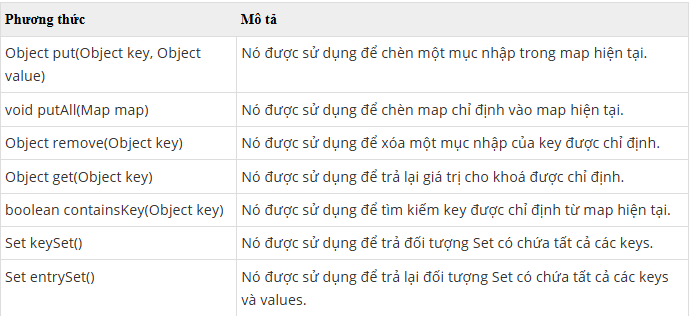 Phương thức Mô tả
Object put(Object key, Object value) Nó được sử dụng để chèn một mục nhập trong map hiện tại.
void putAll(Map map) Nó được sử dụng để chèn map chỉ định vào map hiện tại.
Object remove(Object key) Nó được sử dụng để xóa một mục nhập của key được chỉ định.
Object get(Object key) Nó được sử dụng để trả lại giá trị cho khoá được chỉ định.
boolean containsKey(Object key) Nó được sử dụng để tìm kiếm key được chỉ định từ map hiện tại.
Set keySet() Nó được sử dụng để trả đối tượng Set có chứa tất cả các keys.
Set entrySet() Nó được sử dụng để trả lại đối tượng Set có chứa tất cả các keys
và values.